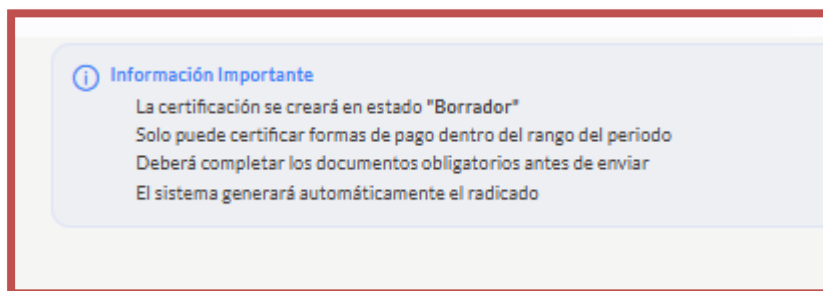 Información Importante
La certificación se creará en estado "Borrador"
Solo puede certificar formas de pago dentro del rango del periodo
Deberá completar los documentos obligatorios antes de enviar
El sistema generará automáticamente el radicado